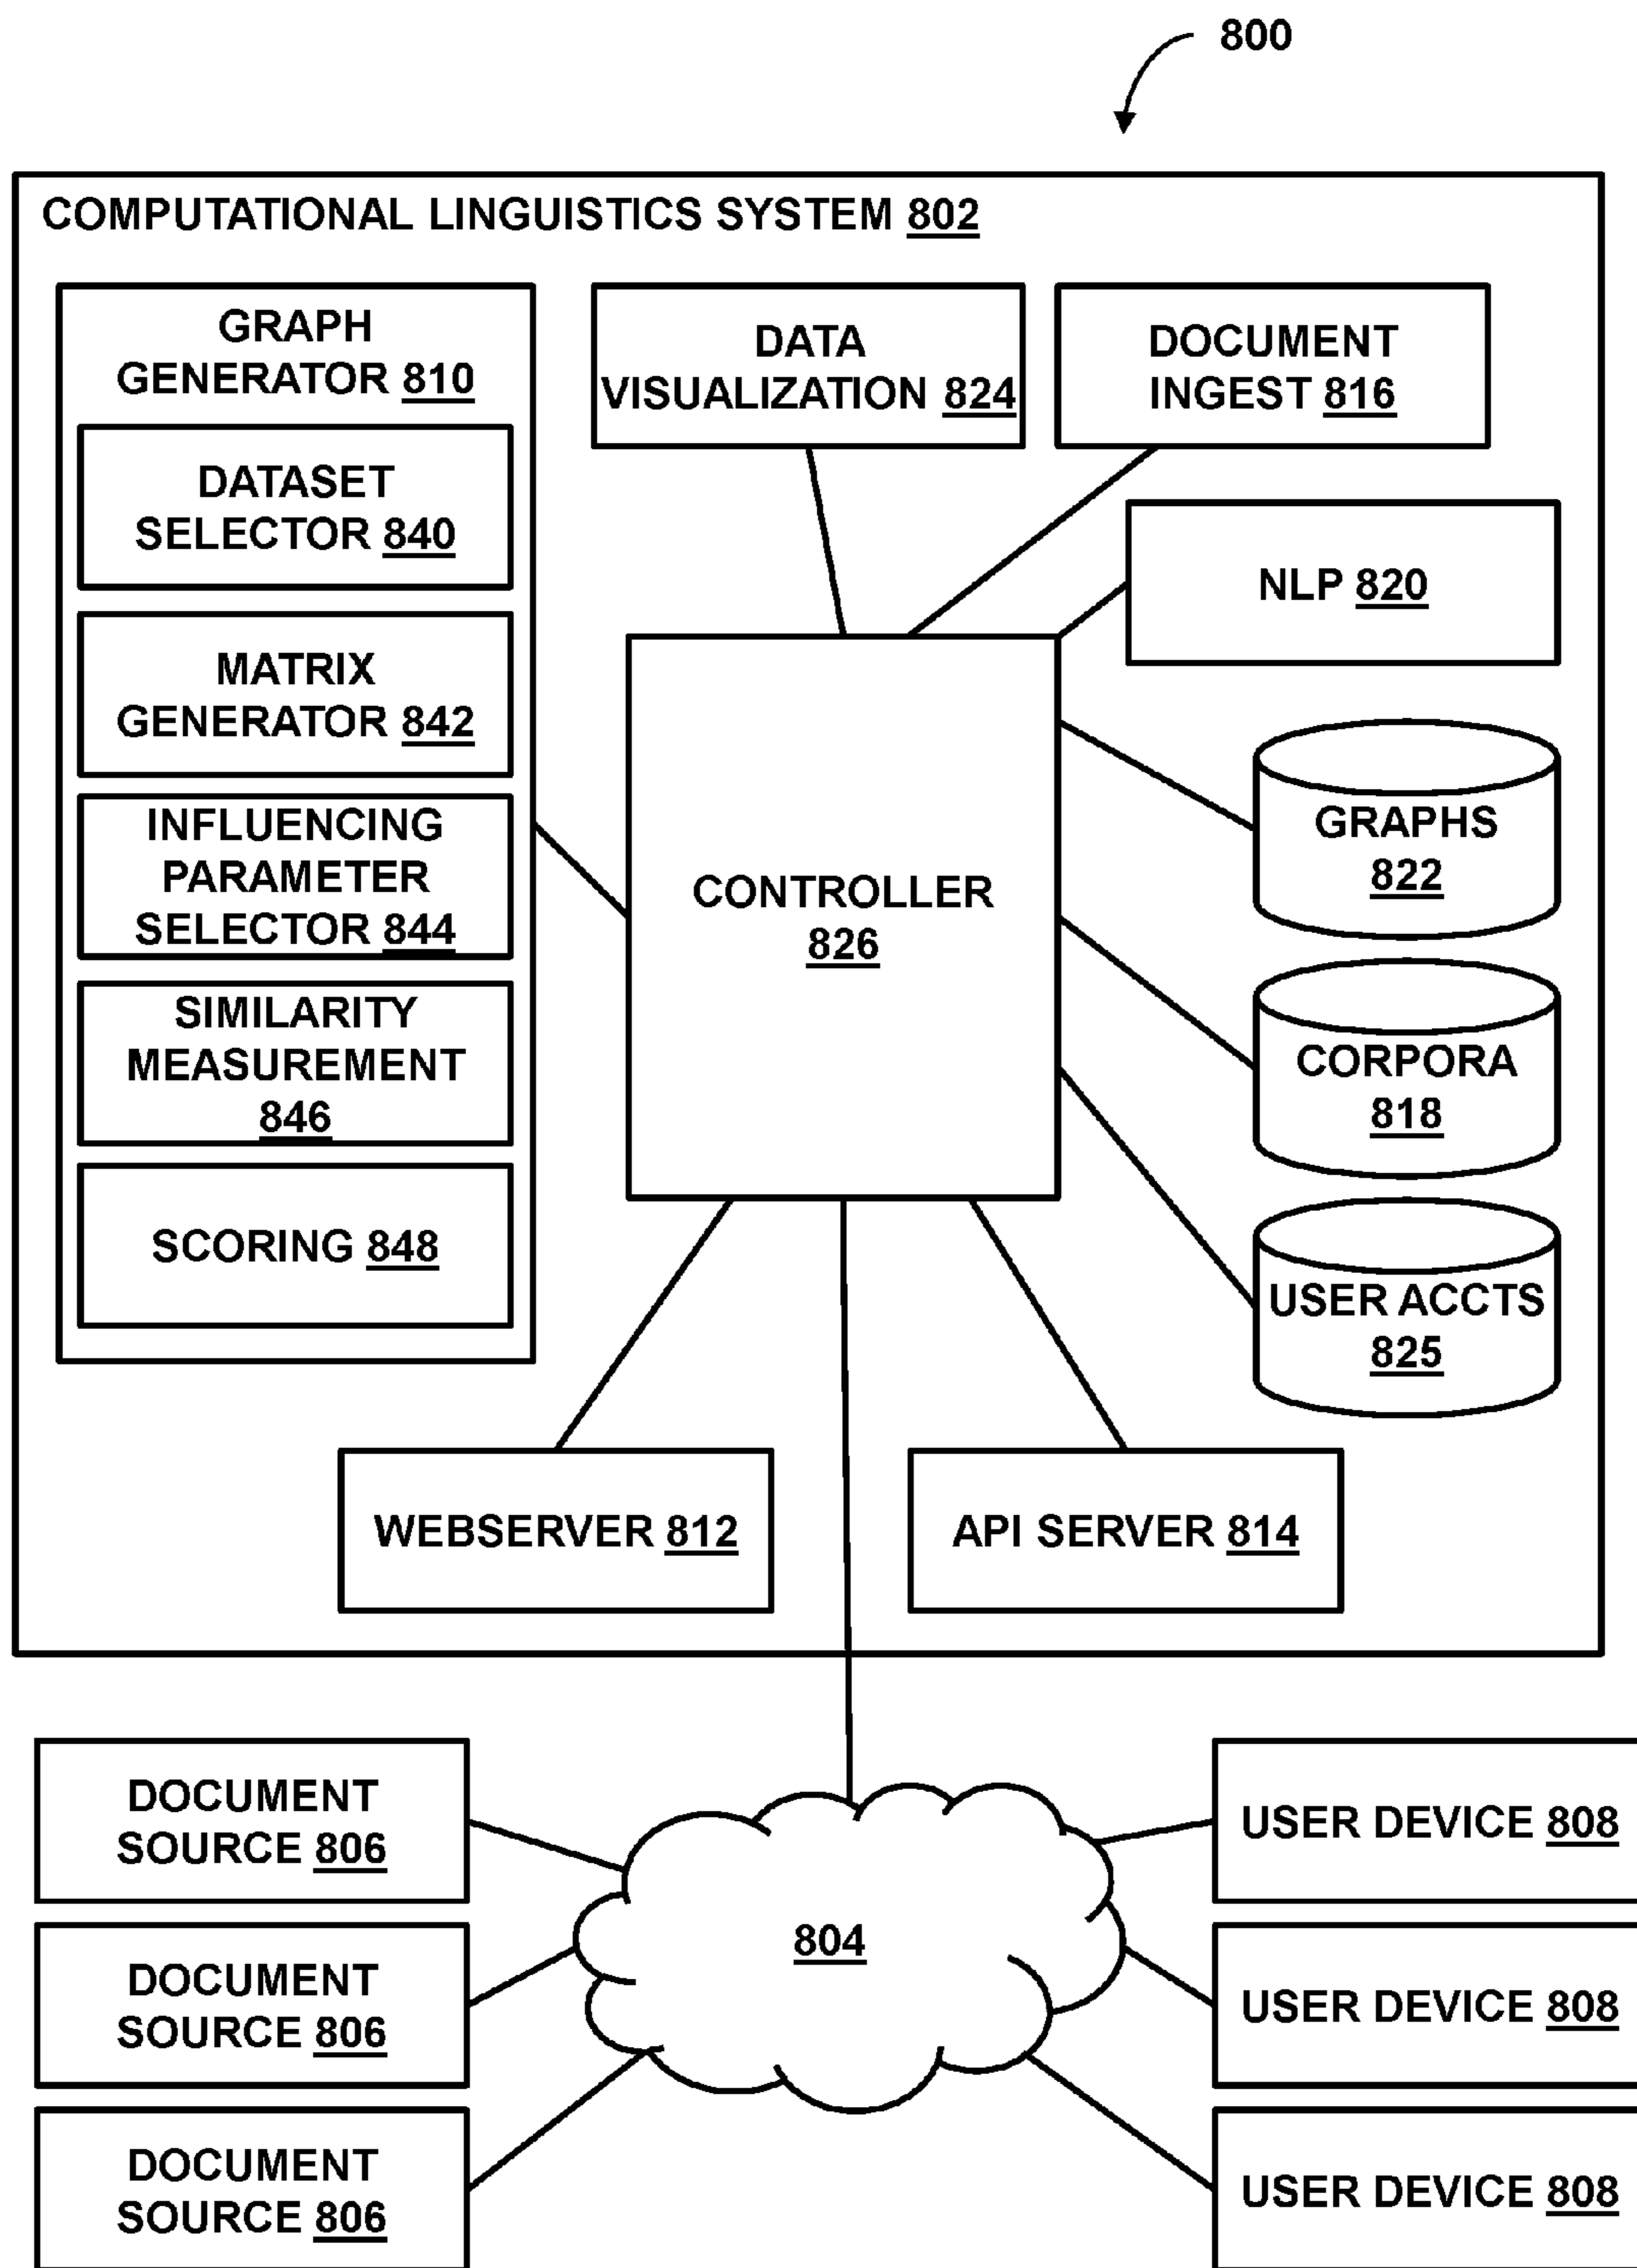 800
COMPUTATIONAL LINGUISTICS SYSTEM 802
GRAPH
GENERATOR 810
DATASET
SELECTOR 840
MATRIX
GENERATOR 842
INFLUENCING
PARAMETER
SELECTOR 844
SIMILARITY
MEASUREMENT
846
SCORING 848
DATA
VISUALIZATION 824
DOCUMENT
INGEST 816
NLP 820
CONTROLLER
826
GRAPHS
822
CORPORA
818
USER ACCTS
825
WEBSERVER 812
API SERVER 814
DOCUMENT
SOURCE 806
DOCUMENT
SOURCE 806
DOCUMENT
SOURCE 806
804
USER DEVICE 808
USER DEVICE 808
USER DEVICE 808